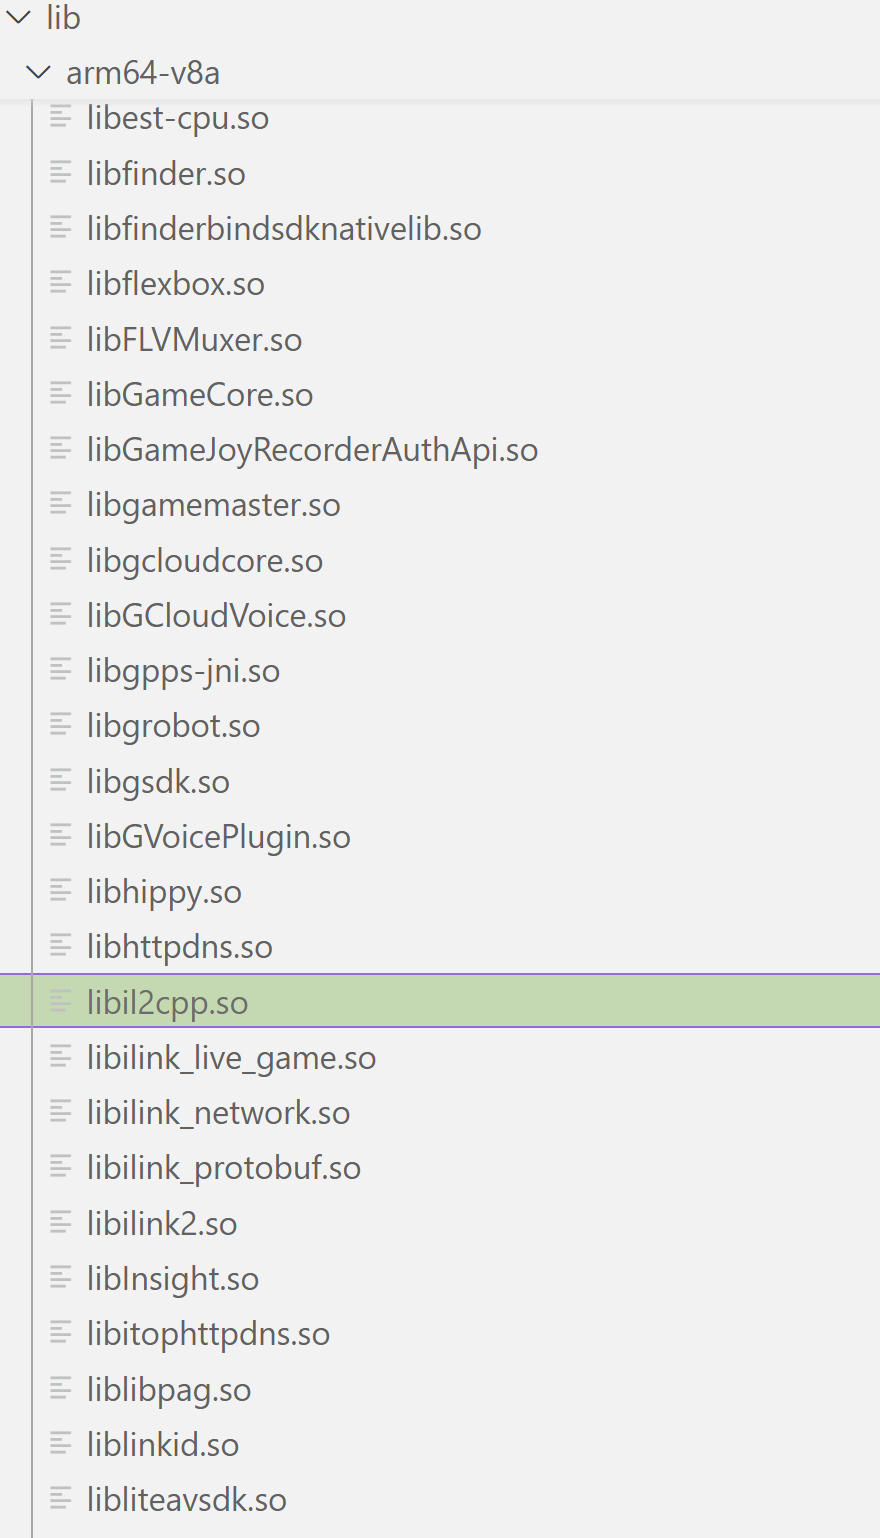 lib
arm64-v8a
libest-cpu.so
libfinder.so
libfinderbindsdknativelib.so
libflexbox.so
libFLVMuxer.so
libGameCore.so
libGameJoyRecorderAuthApi.so
libgamemaster.so
libgcloudcore.so
libGCloudVoice.so
libgpps-jni.so
libgrobot.so
libgsdk.so
libGVoicePlugin.so
libhippy.so
libhttpdns.so
libil2cpp.so
libilink_live_game.so
libilink_network.so
libilink_protobuf.so
libilink2.so
libInsight.so
libitophttpdns.so
liblibpag.so
liblinkid.so
libliteavsdk.so